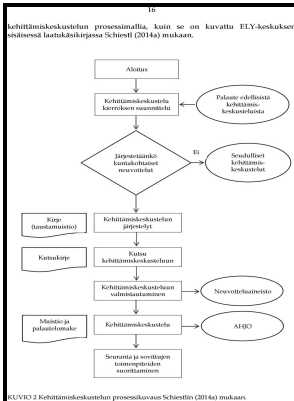 16
kehittämiskeskustelun prosessimallia, kuin se on kuvattu ELY-keskuksen
sisäisessä laatukäsikirjassa Schiestl (2014a) mukaan.
Aloitus
Kehittämiskeskustelu
kierroksen suunnittelu
Palaute edellisistä
kehittämis-
keskusteluista
Järjestetäänkö
kuntakohtaiset
neuvottelut
Ei
Seudulliset
kehittämis-
keskustelut
Kirje
(taustamuistio)
Kehittämiskeskustelun
järjestelyt
Kutsukirje
Kutsu
kehittämiskeskusteluun
Kehittämiskeskusteluun
valmistautuminen
Neuvotteluaineisto
Muistio ja
palautelomake
Kehittämiskeskustelu
AHJO
Seuranta ja sovittujen
toimenpiteiden
suorittaminen
KUVIO 2 Kehittämiskeskustelun prosessikuvaus Schiestlin (2014a) mukaan.